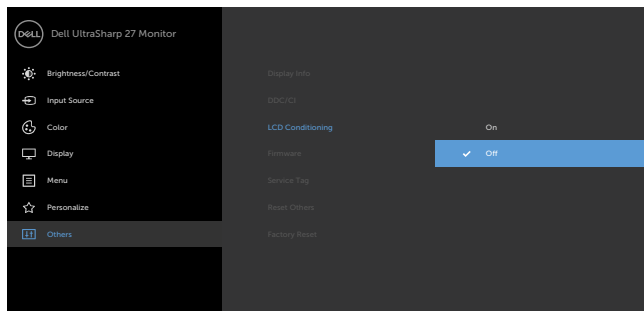 DELL
Dell UltraSharp 27 Monitor
Brightness/Contrast
Input Source
Color
Display
Menu
Personalize
Others
Display Info
DDC/CI
LCD Conditioning
Firmware
Service Tag
Reset Others
Factory Reset
On
Off